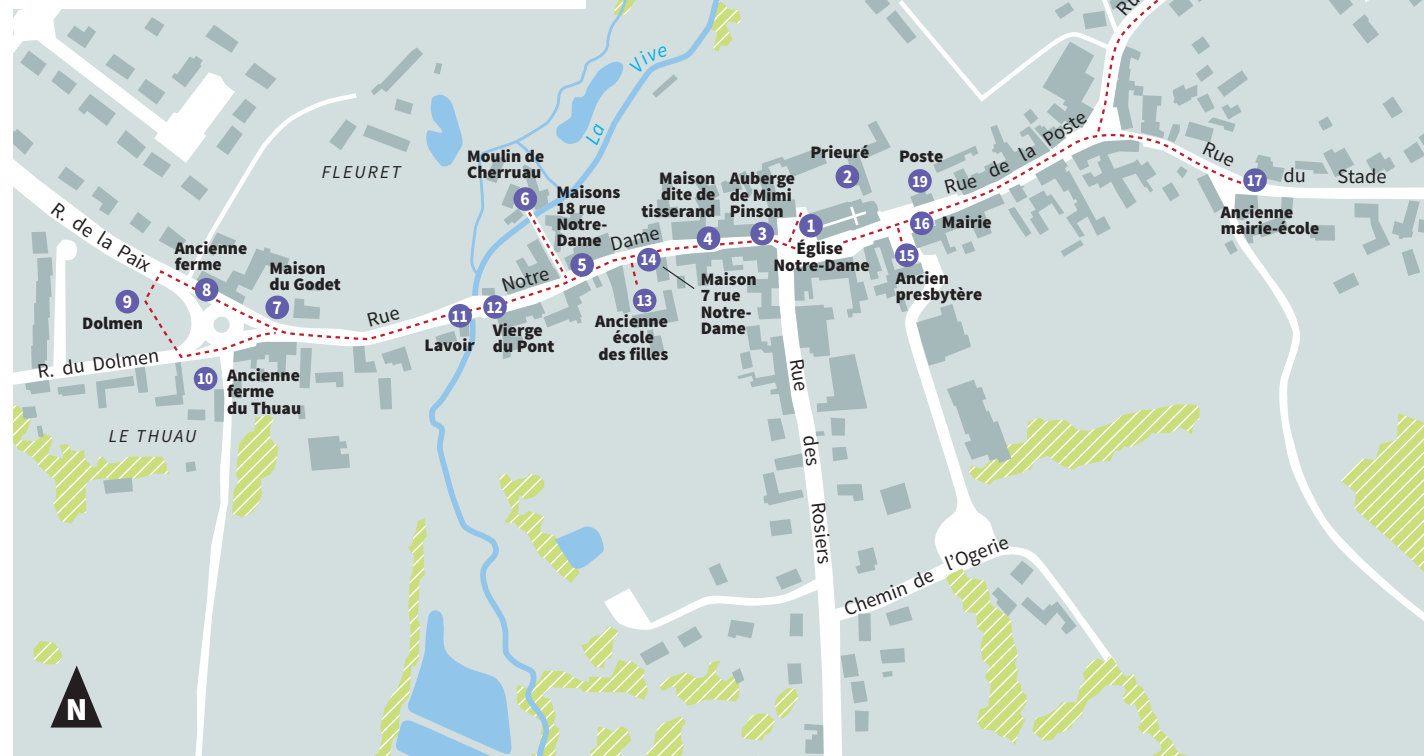 Ru
La Vive
Moulin de
Cherruau
6
FLEURET
Maisons
18 rue
Notre-
Dame
5
Maison
dite de
tisserand
4
Auberge
de Mimi
Pinson
3
Prieuré
2
Poste
19
Rue de la Poste
Rue du Stade
17
Ancienne
mairie-école
1
Église
Notre-Dame
16
Mairie
15
Ancien
presbytère
R. de la Paix
Ancienne
ferme
8
Maison
du Godet
7
9
Dolmen
R. du Dolmen
10
Ancienne
ferme
du Thuau
LE THUAU
Rue Notre Dame
11
Lavoir
12
Vierge
du Pont
14
Maison
7 rue
Notre-
Dame
13
Ancienne
école
des filles
Rue des Rosiers
Chemin de l'Ogerie
N